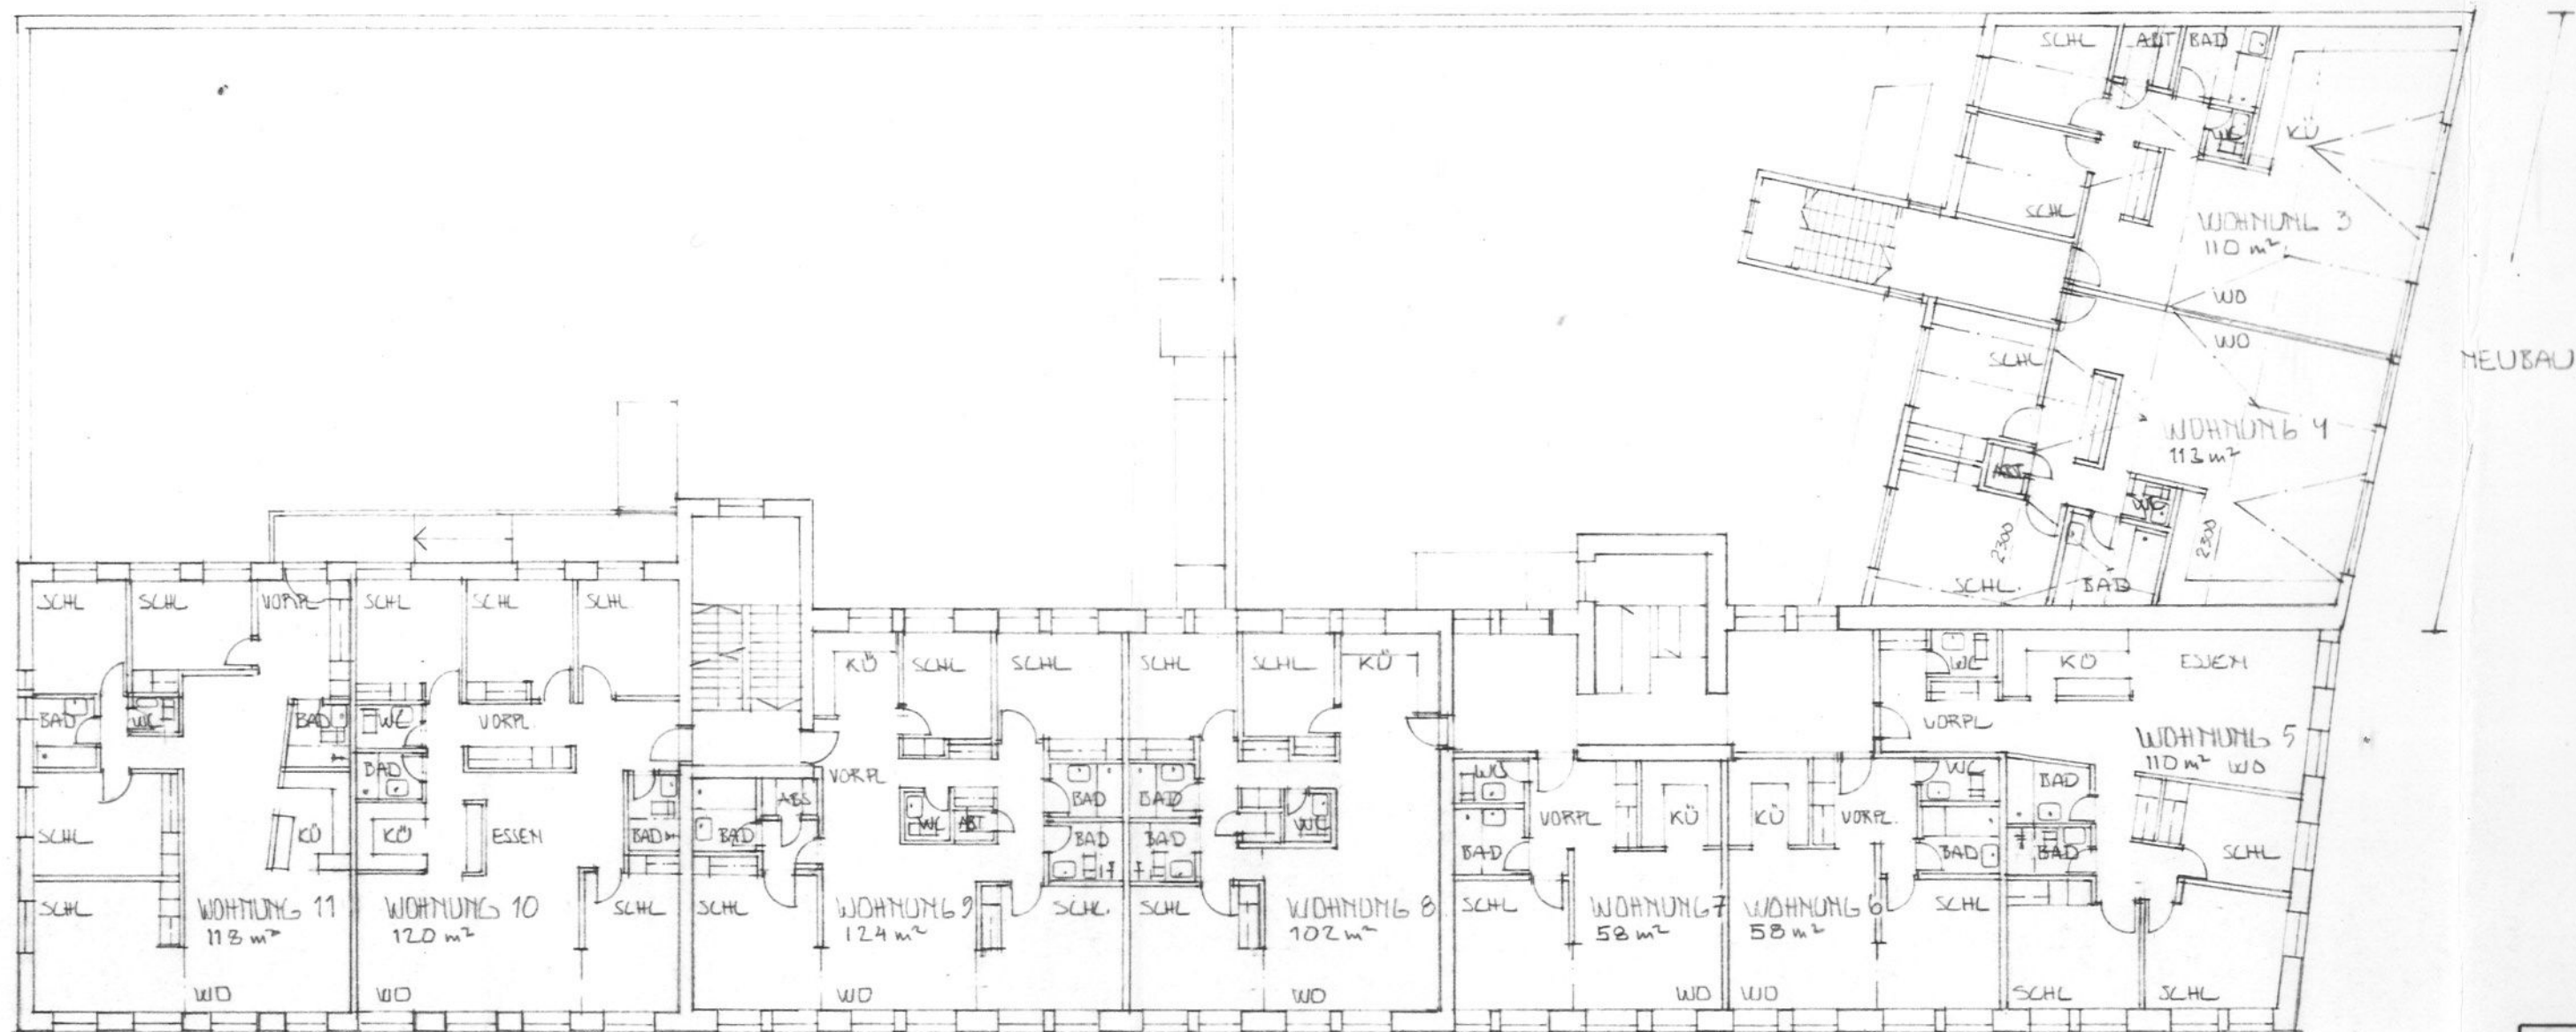 SCHL
ABT
BAD
WC
KÜ
SCHL
WOHNUNG 3
110 m²
WO
WO
NEUBAU
SCHL
WOHNUNG 4
113 m²
ABST
WC
2300
2300
SCHL.
BAD
SCHL
SCHL
VORPL
BAD
WC
BAD
KÜ
SCHL
SCHL
WOHNUNG 11
118 m²
WO
SCHL
SCHL
SCHL
WC
VORPL.
BAD
KÜ
ESSEN
BAD
WOHNUNG 10
120 m²
SCHL
WO
KÜ
SCHL
SCHL
VORPL
ABS
BAD
WC
ABT
BAD
BAD
SCHL
WOHNUNG 9
124 m²
SCHL.
WO
SCHL
SCHL
KÜ
BAD
BAD
WC
SCHL
WOHNUNG 8
102 m²
WO
WC
VORPL
KÜ
BAD
SCHL
WOHNUNG 7
58 m²
WO
KÜ
VORPL.
WC
BAD
WOHNUNG 6
58 m²
SCHL
WO
WC
KÜ
ESSEN
VORPL
WOHNUNG 5
110 m² WO
BAD
BAD
SCHL
SCHL
SCHL